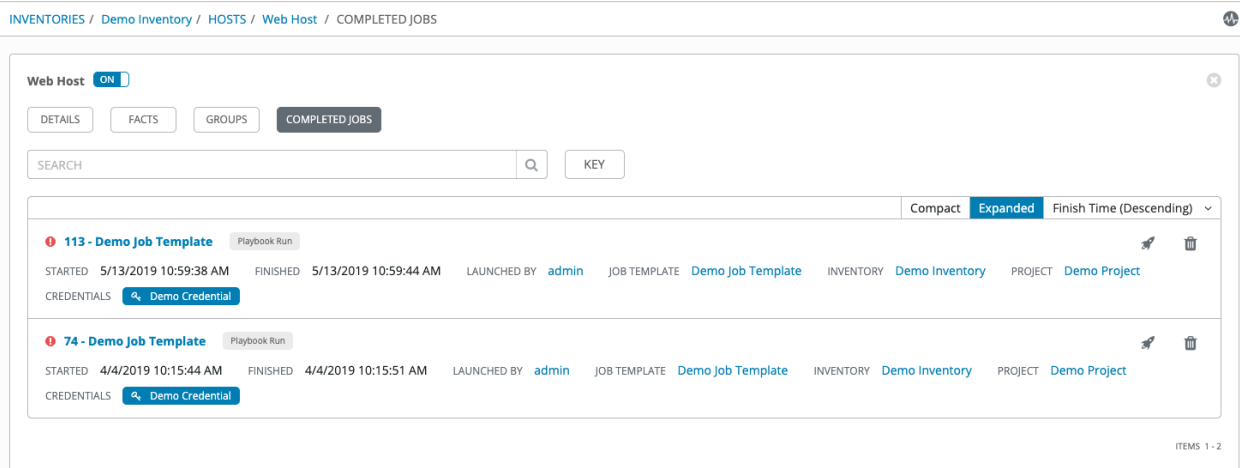 INVENTORIES / Demo Inventory / HOSTS / Web Host / COMPLETED JOBS
Web Host ON
DETAILS FACTS GROUPS COMPLETED JOBS
SEARCH KEY
Compact Expanded Finish Time (Descending)
113 - Demo Job Template Playbook Run
STARTED 5/13/2019 10:59:38 AM FINISHED 5/13/2019 10:59:44 AM LAUNCHED BY admin JOB TEMPLATE Demo Job Template INVENTORY Demo Inventory PROJECT Demo Project
CREDENTIALS Demo Credential
74 - Demo Job Template Playbook Run
STARTED 4/4/2019 10:15:44 AM FINISHED 4/4/2019 10:15:51 AM LAUNCHED BY admin JOB TEMPLATE Demo Job Template INVENTORY Demo Inventory PROJECT Demo Project
CREDENTIALS Demo Credential
ITEMS 1 - 2